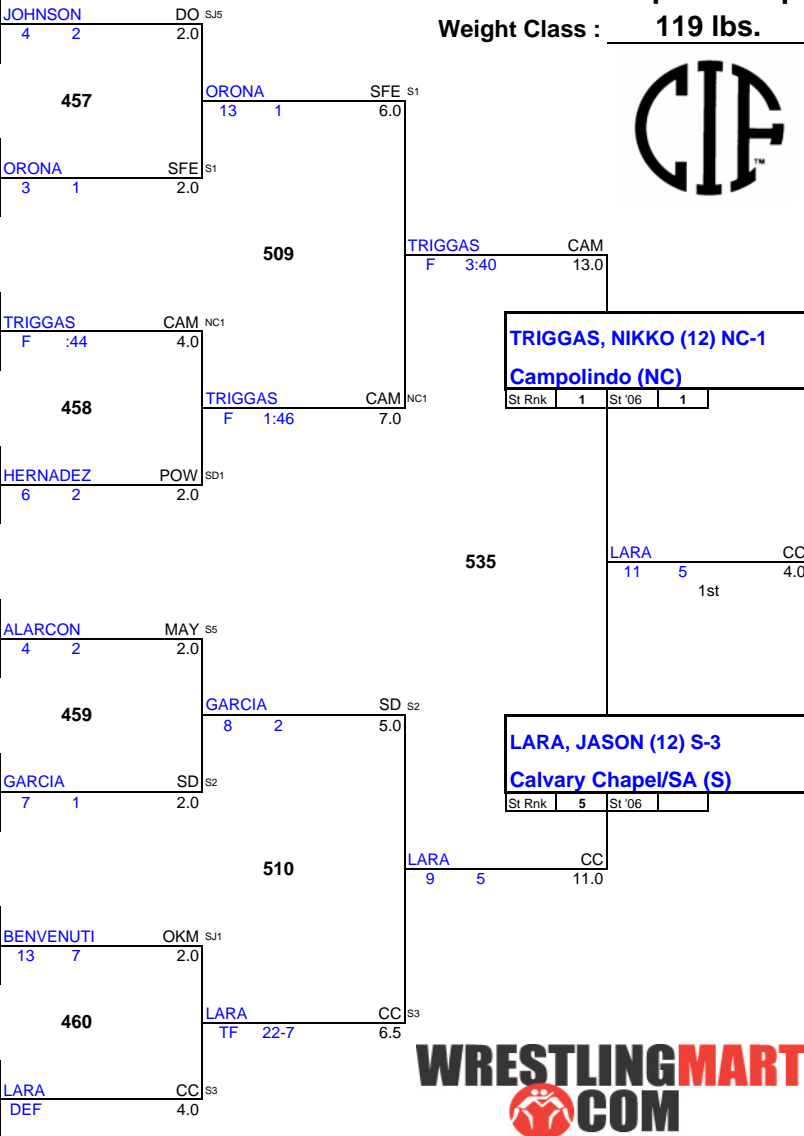 Weight Class : 119 lbs.
CIF
™
JOHNSON DO SJ5
4 2 2.0
457
ORONA SFE S1
13 1 6.0
ORONA SFE S1
3 1 2.0
509
TRIGGAS CAM
F 3:40 13.0
TRIGGAS CAM NC1
F :44 4.0
TRIGGAS, NIKKO (12) NC-1
Campolindo (NC)
St Rnk 1 St '06 1
458
TRIGGAS CAM NC1
F 1:46 7.0
HERNADEZ POW SD1
6 2 2.0
535
LARA CC
11 5 4.0
1st
ALARCON MAY S5
4 2 2.0
459
GARCIA SD S2
8 2 5.0
LARA, JASON (12) S-3
Calvary Chapel/SA (S)
St Rnk 5 St '06
GARCIA SD S2
7 1 2.0
510
LARA CC
9 5 11.0
BENVENUTI OKM SJ1
13 7 2.0
460
LARA CC S3
TF 22-7 6.5
LARA CC S3
DEF 4.0
WRESTLINGMART
COM